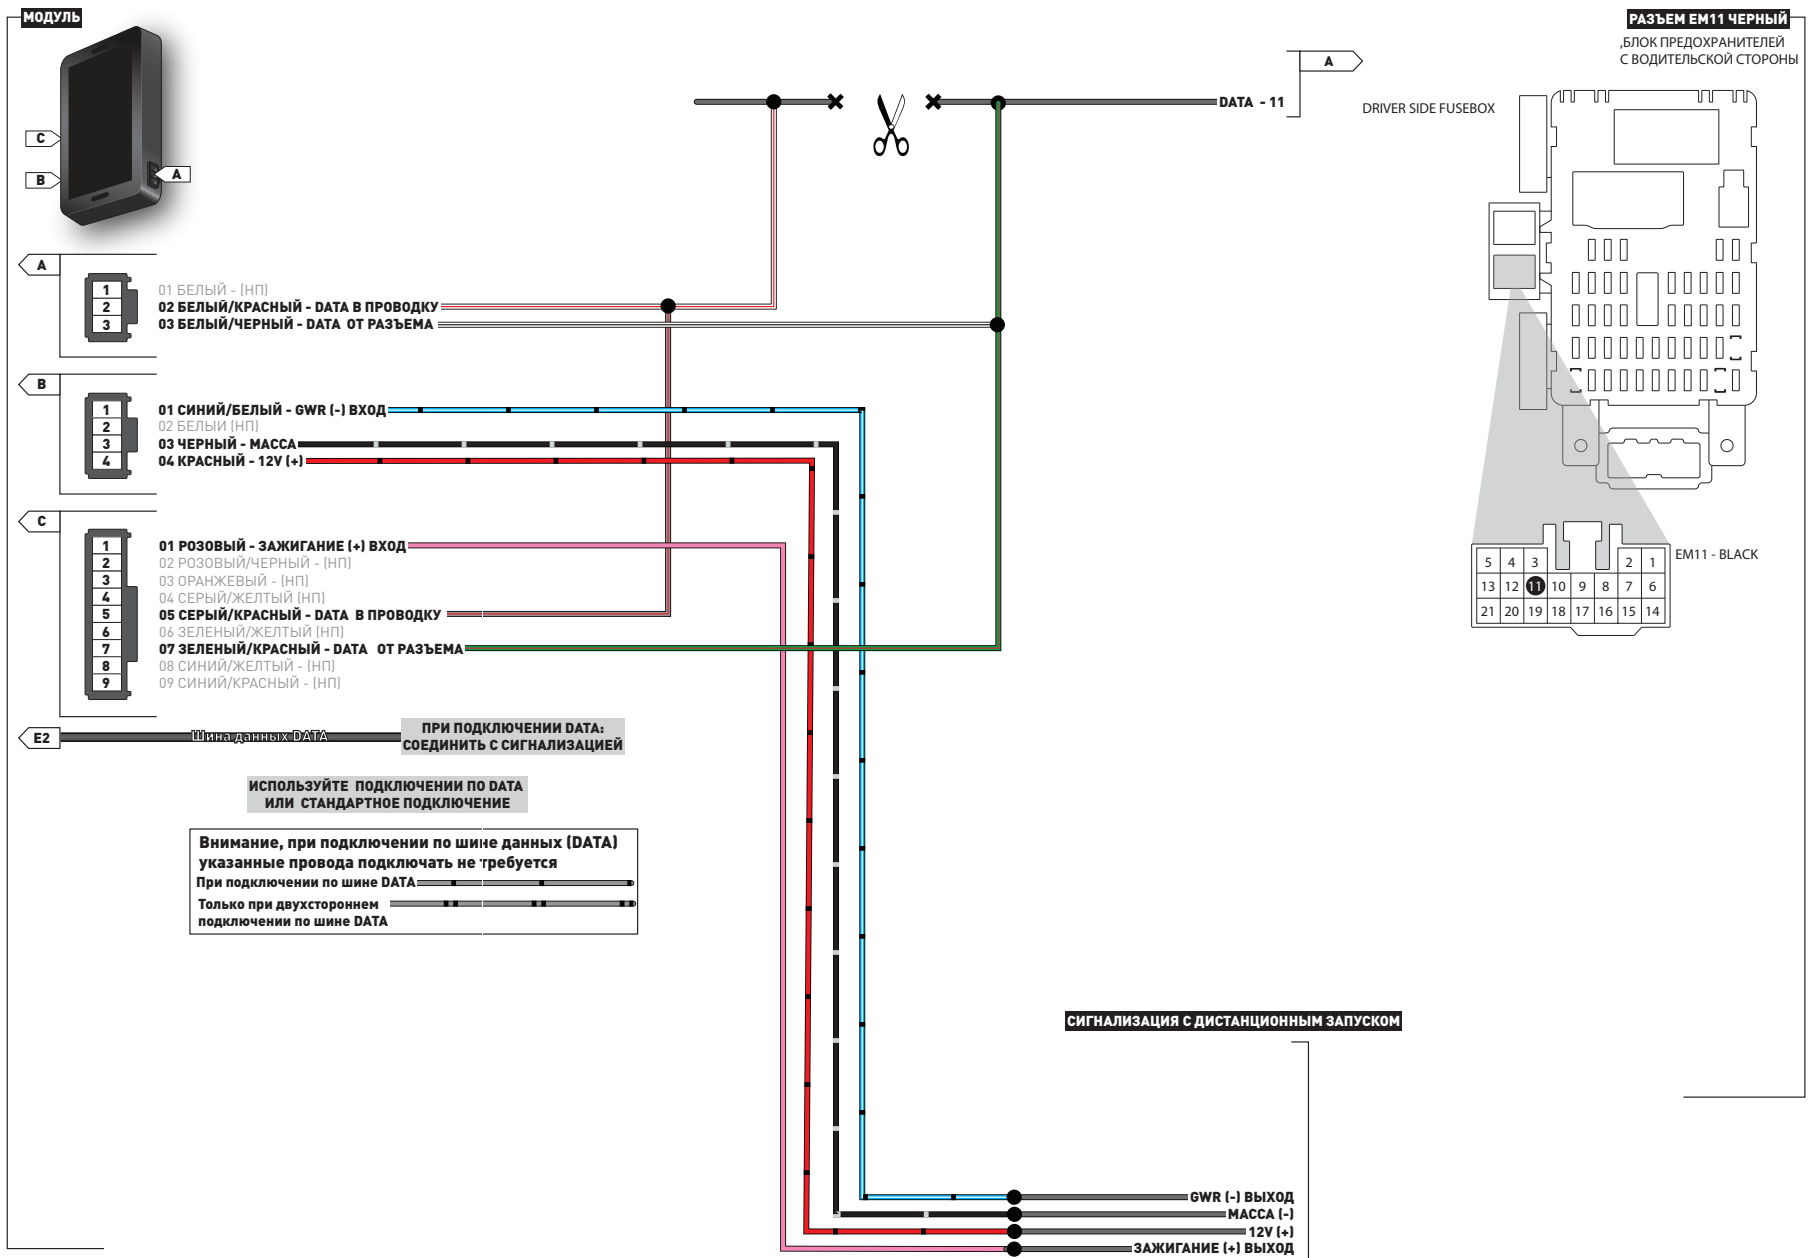 МОДУЛЬ
C
B
A
РАЗЪЕМ EM11 ЧЕРНЫЙ
,БЛОК ПРЕДОХРАНИТЕЛЕЙ
С ВОДИТЕЛЬСКОЙ СТОРОНЫ
A
DATA - 11
DRIVER SIDE FUSEBOX
A
1 01 БЕЛЫЙ - (НП)
2 02 БЕЛЫЙ/КРАСНЫЙ - DATA В ПРОВОДКУ
3 03 БЕЛЫЙ/ЧЕРНЫЙ - DATA ОТ РАЗЪЕМА
B
1 01 СИНИЙ/БЕЛЫЙ - GWR (-) ВХОД
2 02 БЕЛЫЙ (НП)
3 03 ЧЕРНЫЙ - МАССА
4 04 КРАСНЫЙ - 12V (+)
C
1 01 РОЗОВЫЙ - ЗАЖИГАНИЕ (+) ВХОД
2 02 РОЗОВЫЙ/ЧЕРНЫЙ - (НП)
3 03 ОРАНЖЕВЫЙ - (НП)
4 04 СЕРЫЙ/ЖЕЛТЫЙ (НП)
5 05 СЕРЫЙ/КРАСНЫЙ - DATA В ПРОВОДКУ
6 06 ЗЕЛЕНЫЙ/ЖЕЛТЫЙ (НП)
7 07 ЗЕЛЕНЫЙ/КРАСНЫЙ - DATA ОТ РАЗЪЕМА
8 08 СИНИЙ/ЖЕЛТЫЙ - (НП)
9 09 СИНИЙ/КРАСНЫЙ - (НП)
EM11 - BLACK
5 4 3 2 1
13 12 11 10 9 8 7 6
21 20 19 18 17 16 15 14
E2
Шина данных DATA
ПРИ ПОДКЛЮЧЕНИИ DATA:
СОЕДИНИТЬ С СИГНАЛИЗАЦИЕЙ
ИСПОЛЬЗУЙТЕ ПОДКЛЮЧЕНИИ ПО DATA
ИЛИ СТАНДАРТНОЕ ПОДКЛЮЧЕНИЕ
Внимание, при подключении по шине данных (DATA)
указанные провода подключать не требуется
При подключении по шине DATA
Только при двухстороннем
подключении по шине DATA
СИГНАЛИЗАЦИЯ С ДИСТАНЦИОННЫМ ЗАПУСКОМ
GWR (-) ВЫХОД
МАССА (-)
12V (+)
ЗАЖИГАНИЕ (+) ВЫХОД